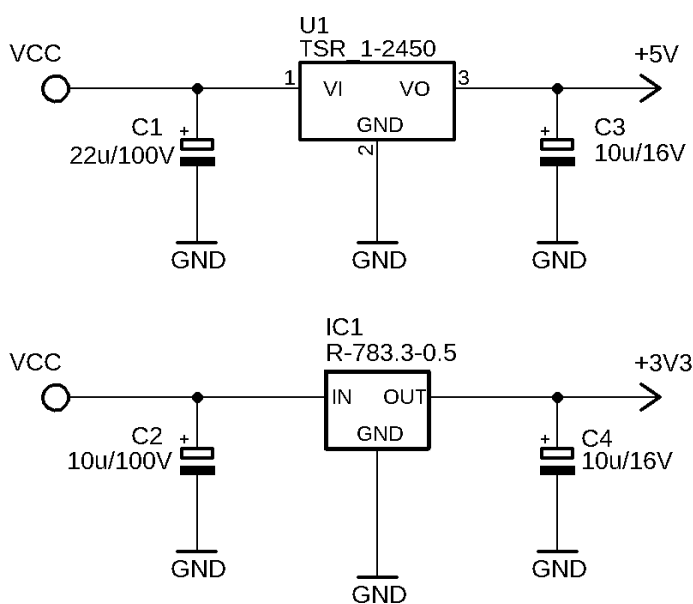 U1
TSR_1-2450
VCC
+5V
1
VI
VO
3
GND
2
C1
+
22u/100V
+
C3
10u/16V
GND
GND
GND
IC1
R-783.3-0.5
VCC
+3V3
IN
OUT
GND
C2
+
10u/100V
+
C4
10u/16V
GND
GND
GND